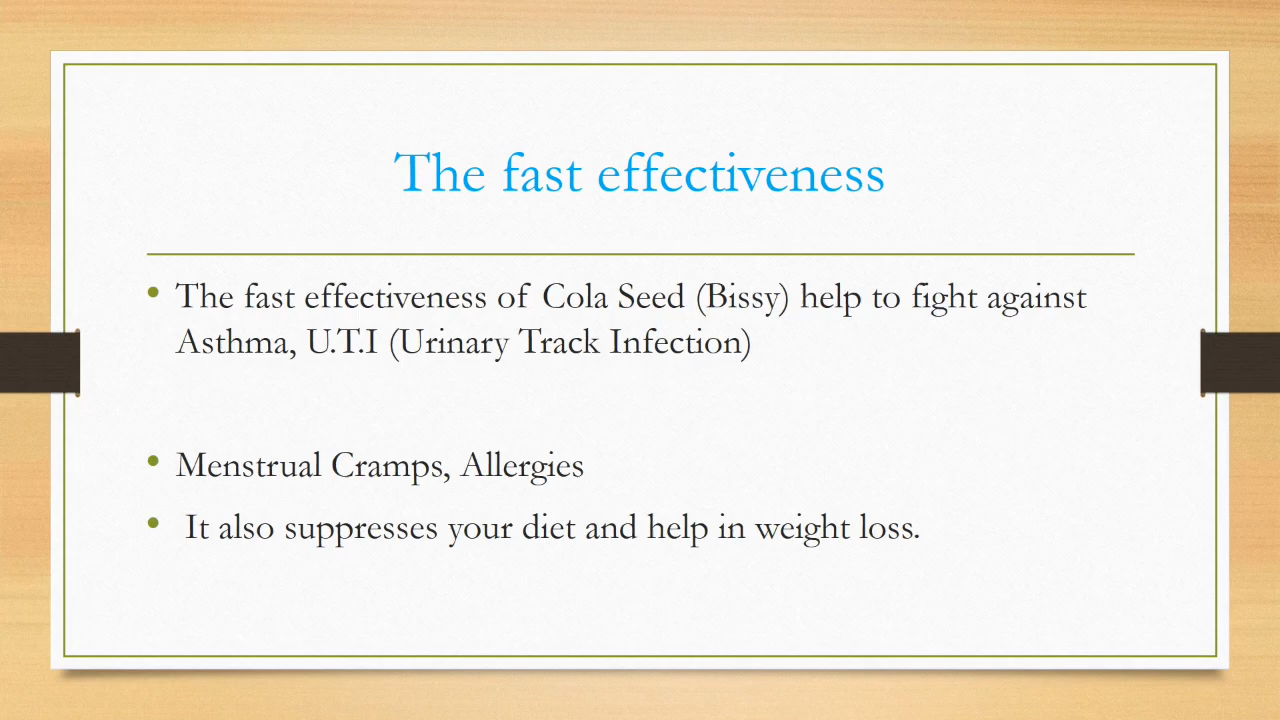 The fast effectiveness
• The fast effectiveness of Cola Seed (Bissy) help to fight against
Asthma, U.T.I (Urinary Track Infection)
• Menstrual Cramps, Allergies
• It also suppresses your diet and help in weight loss.